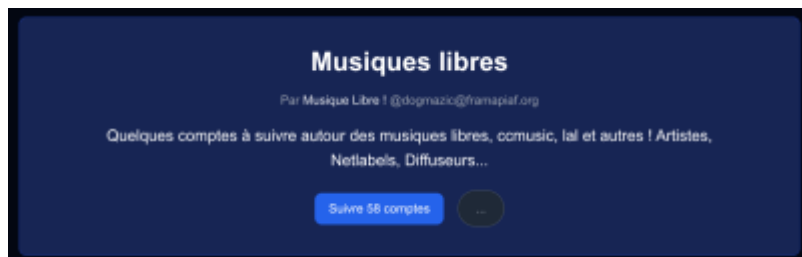 Musiques libres
Par Musique Libre ! @dogmazic@framapiaf.org
Quelques comptes à suivre autour des musiques libres, ccmusic, lal et autres ! Artistes,
Netlabels, Diffuseurs...
Suivre 58 comptes
...